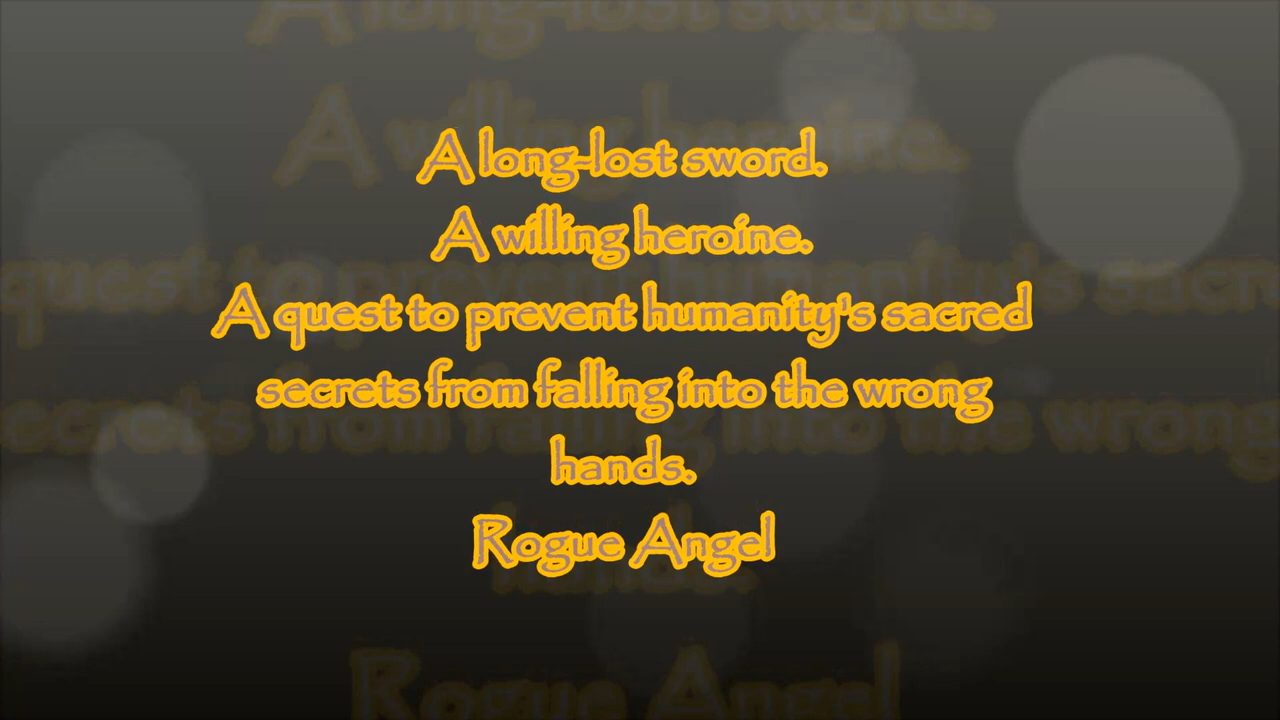 A long-lost sword.
A willing heroine.
A quest to prevent humanity's sacred
secrets from falling into the wrong
hands.
Rogue Angel